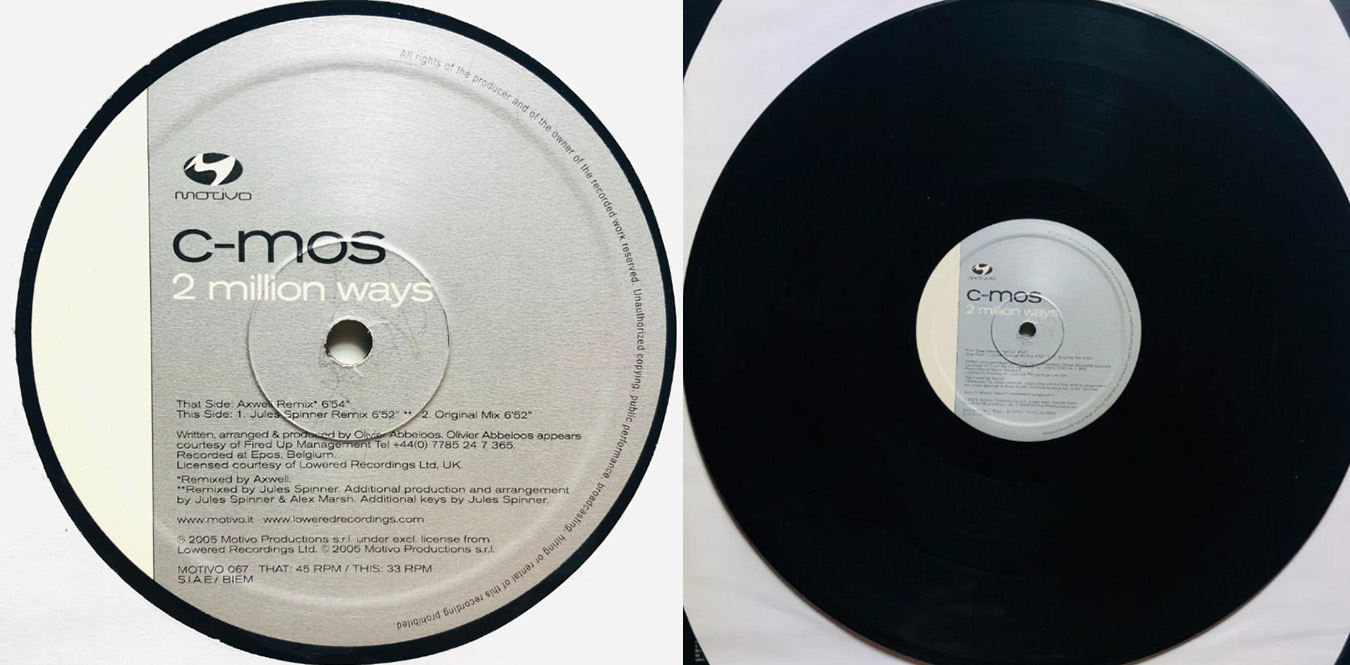 motivo
c-mos
2 million ways
That Side: Axwell Remix* 6'54"
This Side: 1. Jules Spinner Remix 6'52" ** 2. Original Mix 6'52"
Written, arranged & produced by Olivier Abbeloos. Olivier Abbeloos appears
courtesy of Fired Up Management Tel +44(0) 7785 24 7 365.
Recorded at Epos, Belgium.
Licensed courtesy of Lowered Recordings Ltd, UK.
*Remixed by Axwell.
**Remixed by Jules Spinner. Additional production and arrangement
by Jules Spinner & Alex Marsh. Additional keys by Jules Spinner.
www.motivo.it www.loweredrecordings.com
℗ 2005 Motivo Productions s.r.l. under excl. license from
Lowered Recordings Ltd. © 2005 Motivo Productions s.r.l.
MOTIVO 067 THAT: 45 RPM / THIS: 33 RPM
S.I.A.E / BIEM
All rights of the producer and of the owner of the recorded work reserved. Unauthorized copying, public performance, broadcasting, hiring or rental of this recording prohibited.
motivo
c-mos
2 million ways